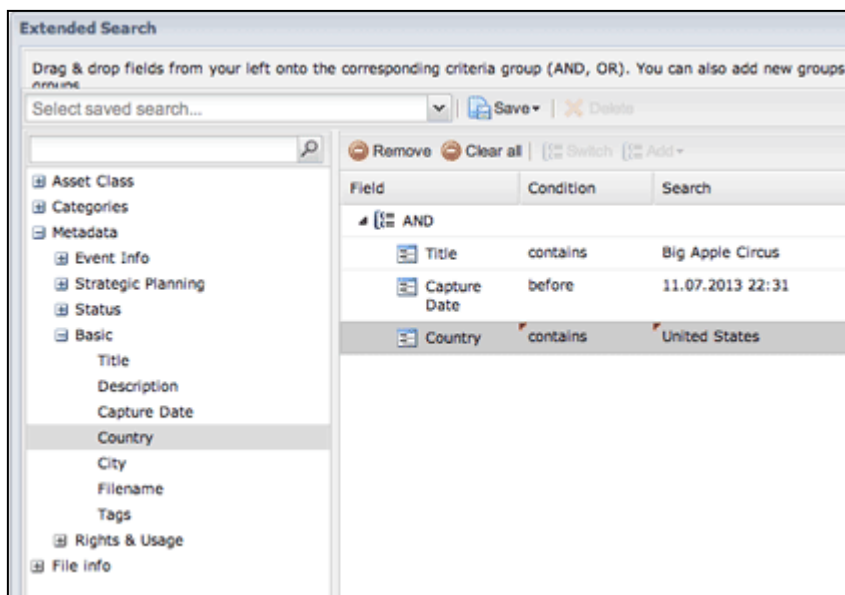 Extended Search
Drag & drop fields from your left onto the corresponding criteria group (AND, OR). You can also add new groups
groups
Select saved search...
Save
Delete
Remove
Clear all
Switch
Add
Asset Class
Categories
Metadata
Event Info
Strategic Planning
Status
Basic
Title
Description
Capture Date
Country
City
Filename
Tags
Rights & Usage
File info
Field Condition Search
AND
Title contains Big Apple Circus
Capture before 11.07.2013 22:31
Date
Country contains United States